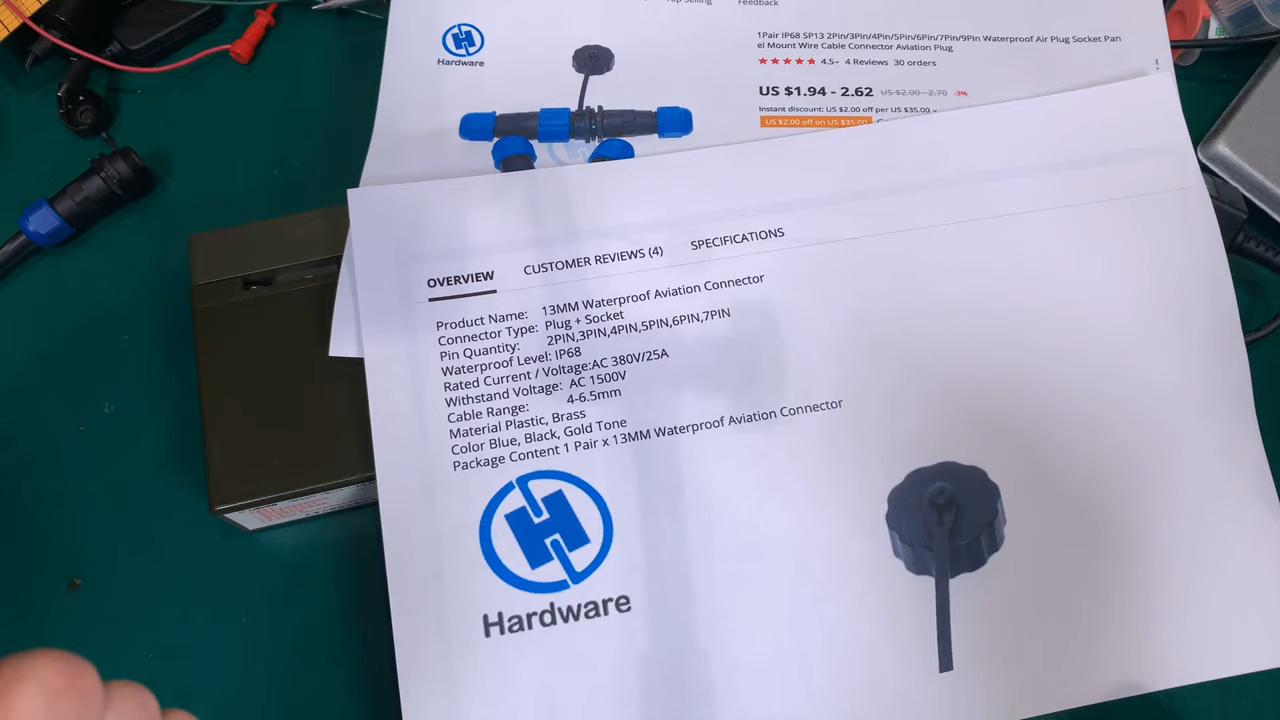 Feedback
Hardware
1Pair IP68 SP13 2Pin/3Pin/4Pin/5Pin/6Pin/7Pin/9Pin Waterproof Air Plug Socket Pan
el Mount Wire Cable Connector Aviation Plug
4.5 4 Reviews 30 orders
US $1.94 - 2.62 US $2.00 - 2.70 -3%
Instant discount: US $2.00 off per US $35.00
US $2.00 off on US $35.00
OVERVIEW CUSTOMER REVIEWS (4) SPECIFICATIONS
Product Name: 13MM Waterproof Aviation Connector
Connector Type: Plug + Socket
Pin Quantity: 2PIN,3PIN,4PIN,5PIN,6PIN,7PIN
Waterproof Level: IP68
Rated Current / Voltage:AC 380V/25A
Withstand Voltage: AC 1500V
Cable Range: 4-6.5mm
Material Plastic, Brass
Color Blue, Black, Gold Tone
Package Content 1 Pair x 13MM Waterproof Aviation Connector
Hardware